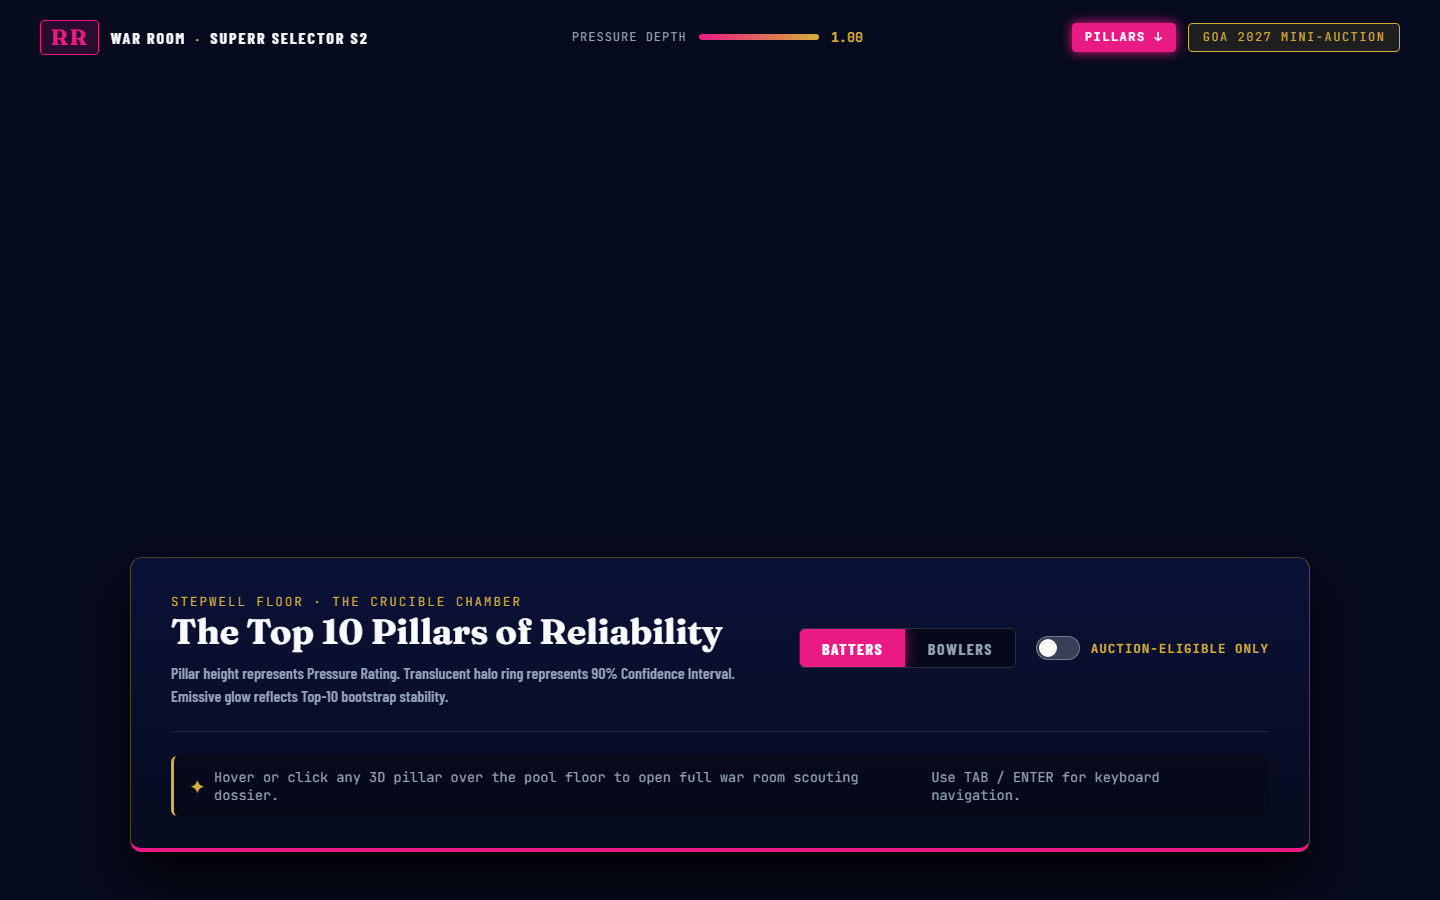 RR WAR ROOM · SUPERR SELECTOR S2
PRESSURE DEPTH 1.00
PILLARS ↓
GOA 2027 MINI-AUCTION
STEPWELL FLOOR · THE CRUCIBLE CHAMBER
The Top 10 Pillars of Reliability
Pillar height represents Pressure Rating. Translucent halo ring represents 90% Confidence Interval.
Emissive glow reflects Top-10 bootstrap stability.
BATTERS
BOWLERS
AUCTION-ELIGIBLE ONLY
✦ Hover or click any 3D pillar over the pool floor to open full war room scouting
dossier.
Use TAB / ENTER for keyboard
navigation.